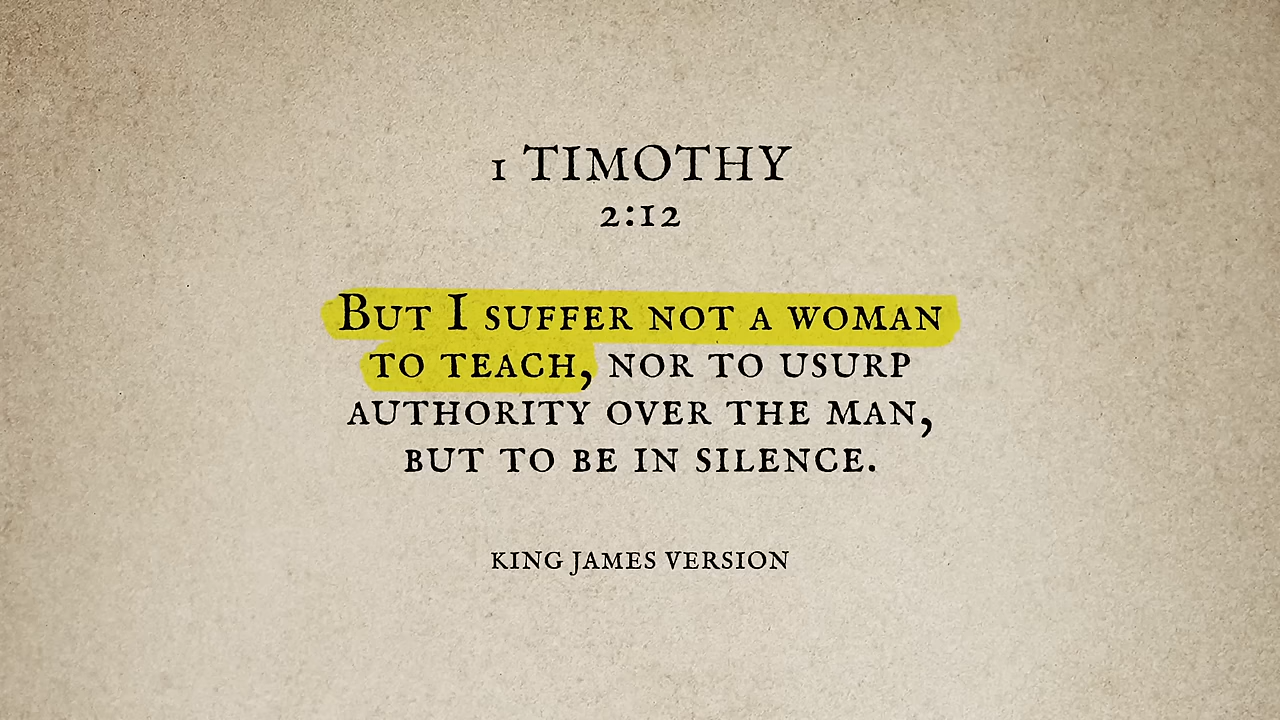 1 TIMOTHY
2:12
BUT I SUFFER NOT A WOMAN
TO TEACH, NOR TO USURP
AUTHORITY OVER THE MAN,
BUT TO BE IN SILENCE.
KING JAMES VERSION